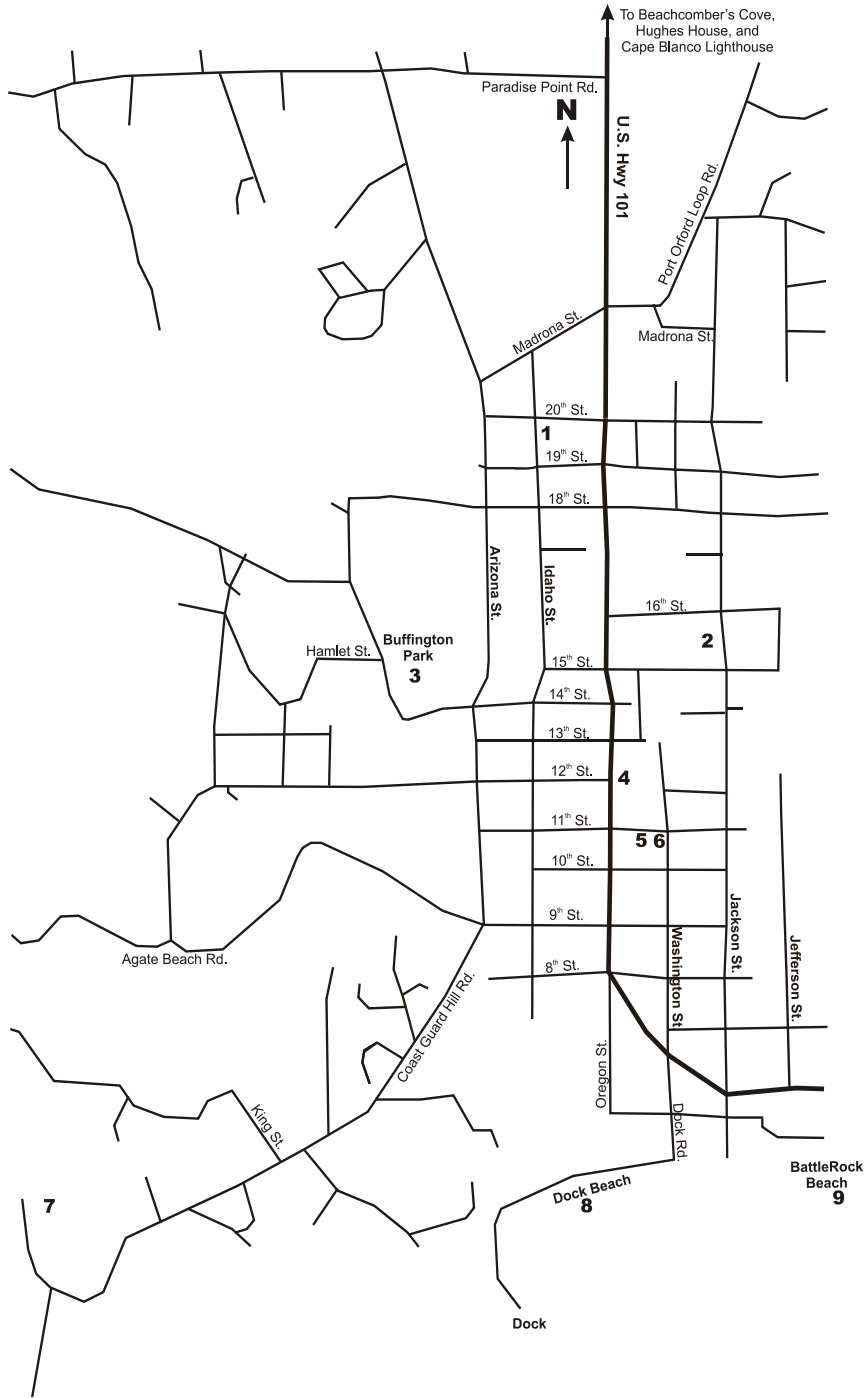 To Beachcomber's Cove,
Hughes House, and
Cape Blanco Lighthouse
Paradise Point Rd.
N
U.S. Hwy 101
Port Orford Loop Rd.
Madrona St.
Madrona St.
20th St.
1
19th St.
18th St.
Arizona St.
Idaho St.
16th St.
2
Buffington
Park
3
Hamlet St.
15th St.
14th St.
13th St.
12th St.
4
11th St.
5 6
10th St.
9th St.
Jackson St.
Washington St.
Jefferson St.
Agate Beach Rd.
8th St.
Coast Guard Hill Rd.
Oregon St.
King St.
Dock Rd.
BattleRock
Beach
9
7
Dock Beach
8
Dock